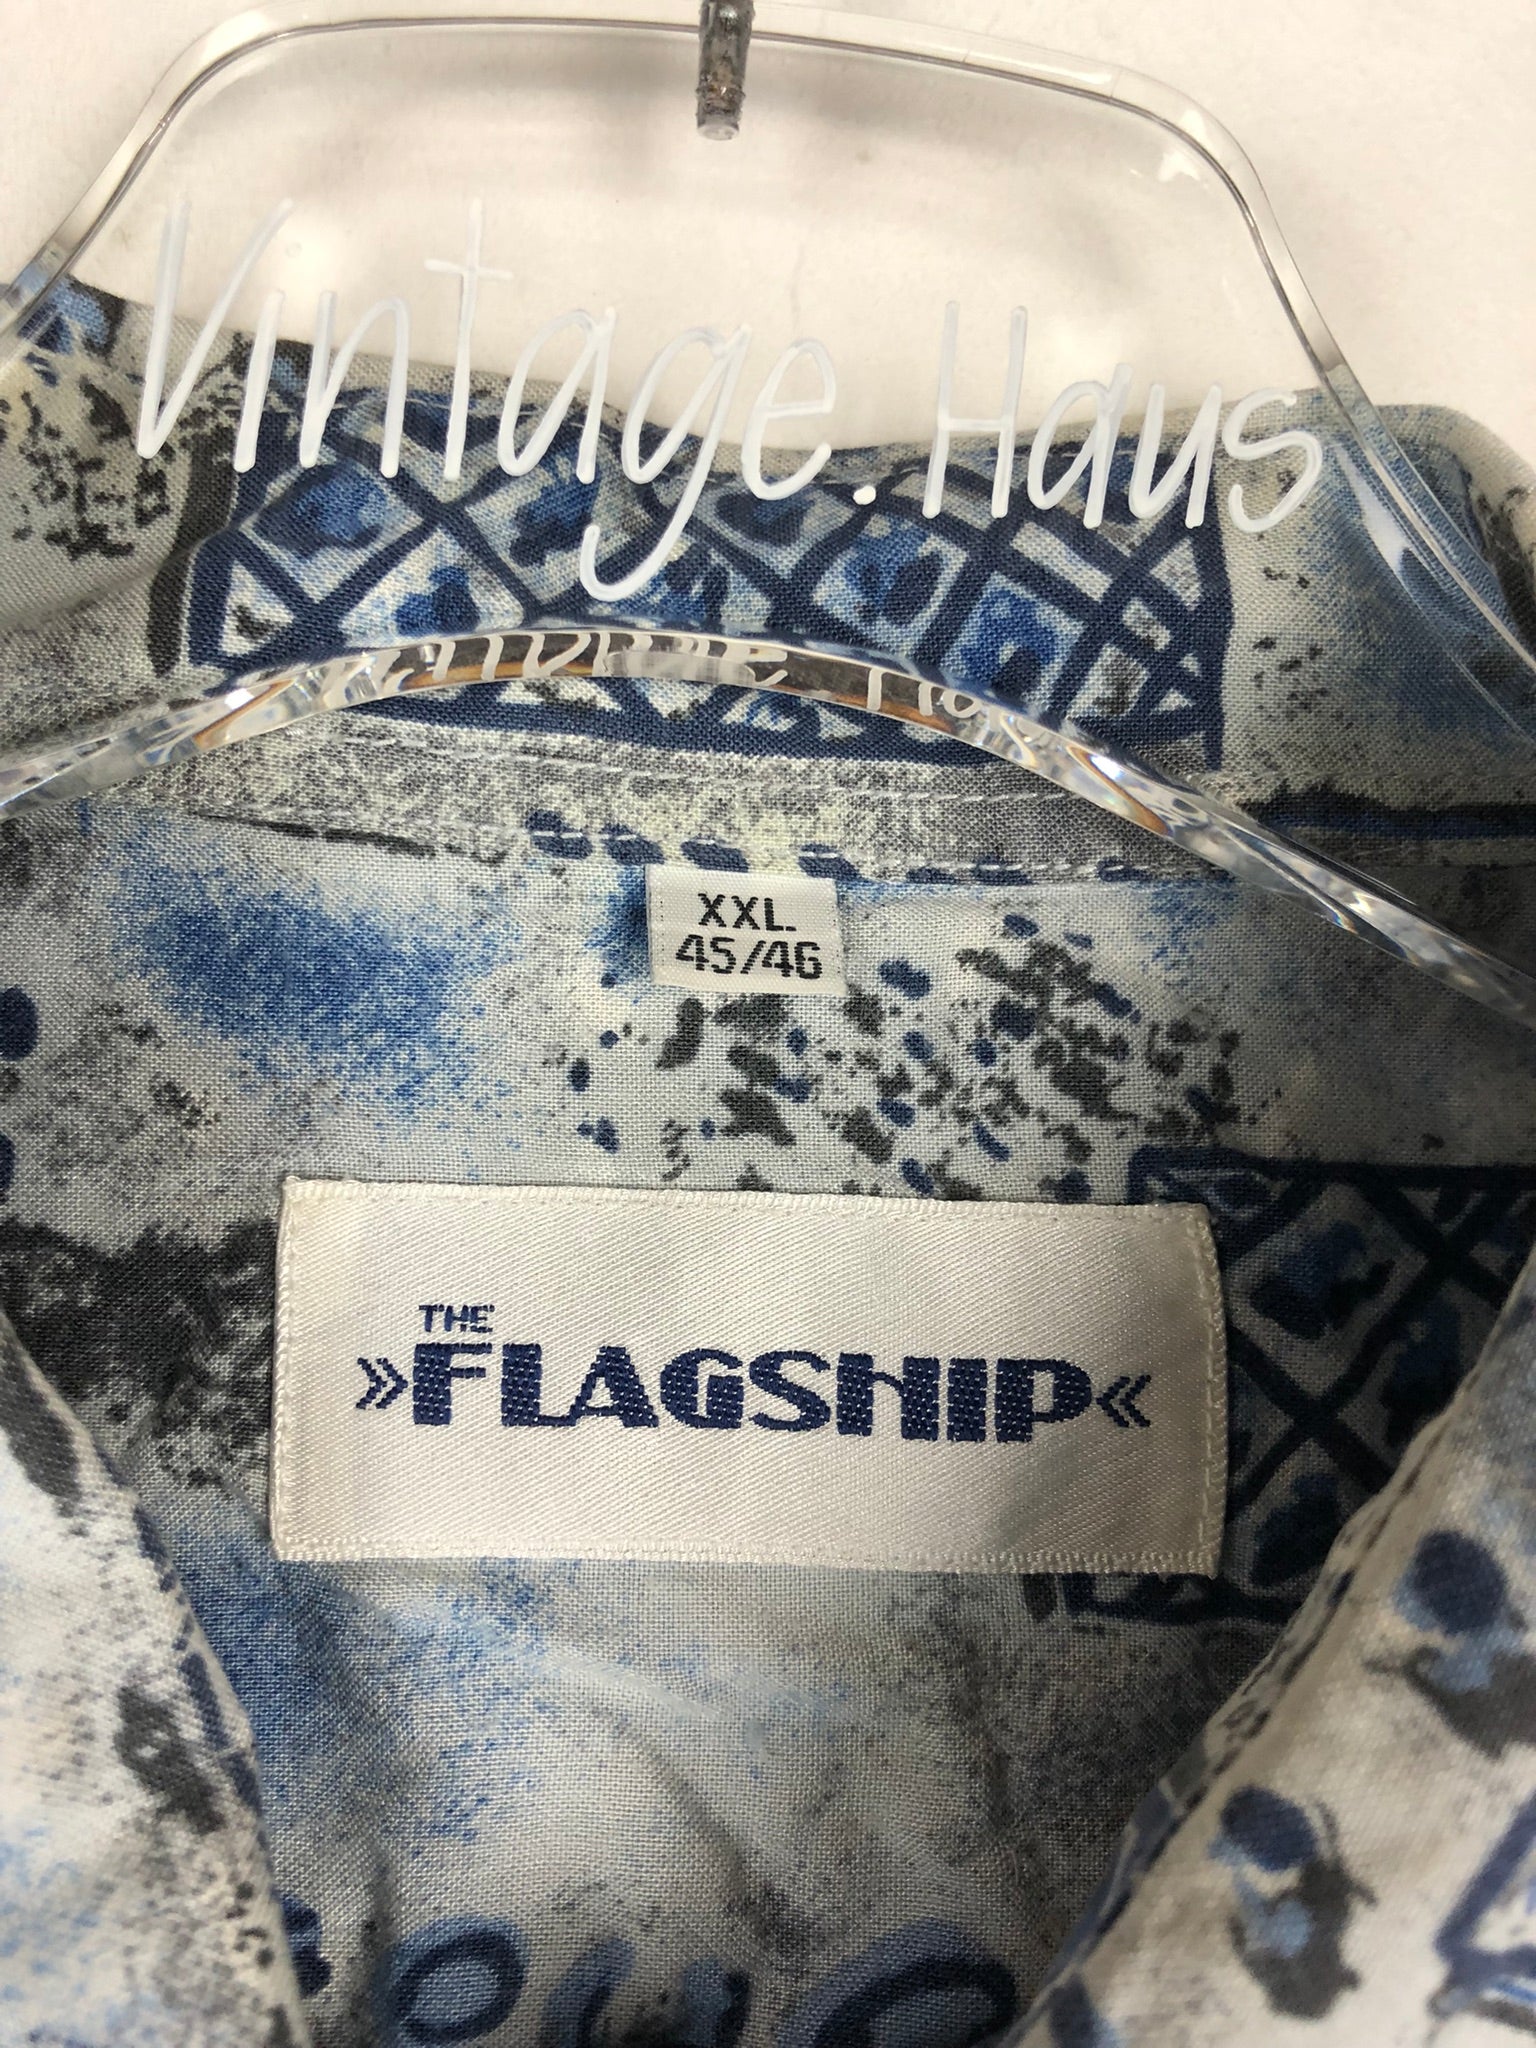 Vintage.Haus
XXL.
45/46
THE
»FLAGSHIP«